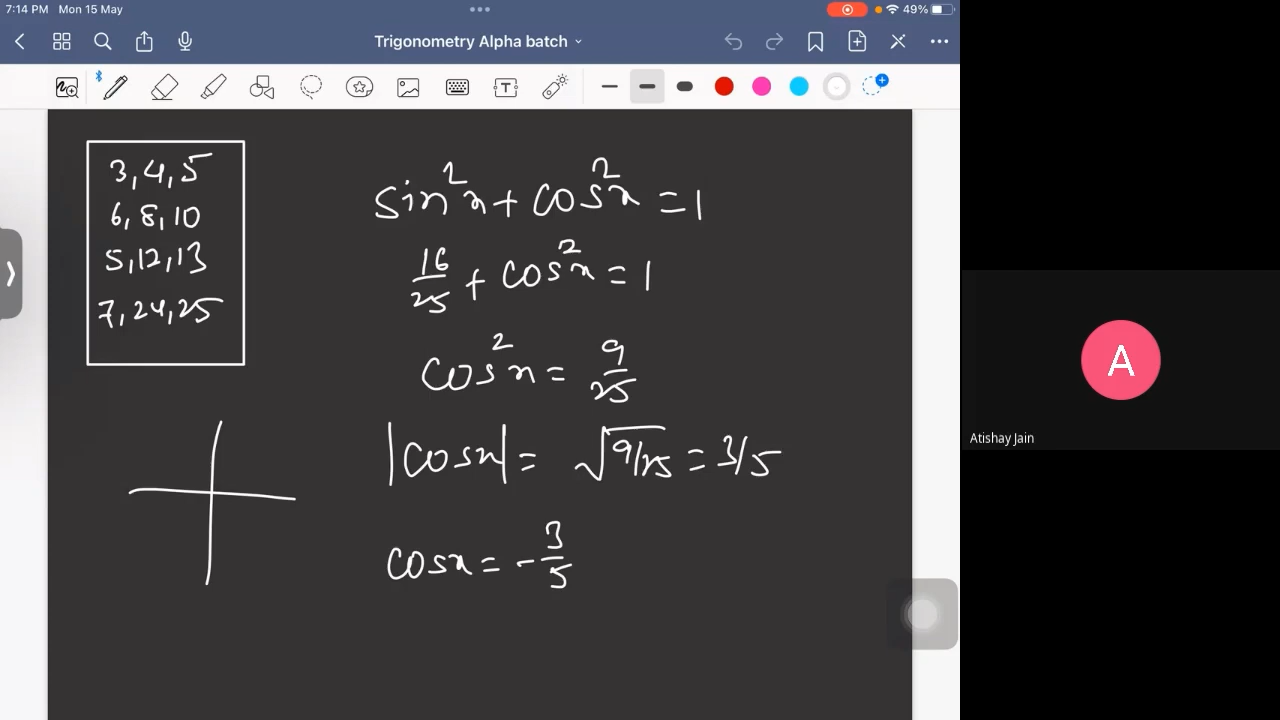 7:14 PM Mon 15 May
49%
Trigonometry Alpha batch
T
3,4,5
6,8,10
5,12,13
7,24,25
sin²x + cos²x = 1
16/25 + cos²x = 1
cos²x = 9/25
|cosx| = √9/25 = 3/5
cosx = -3/5
A
Atishay Jain